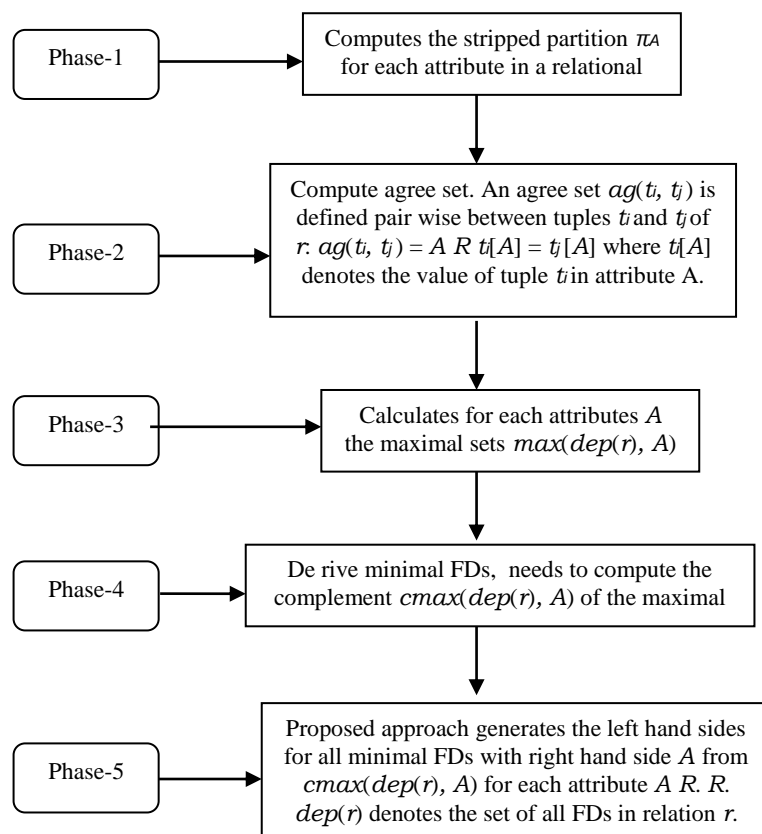 Phase-1
Computes the stripped partition πA
for each attribute in a relational
Phase-2
Compute agree set. An agree set ag(ti, tj) is
defined pair wise between tuples ti and tj of
r: ag(ti, tj) = A R ti[A] = tj [A] where ti[A]
denotes the value of tuple ti in attribute A.
Phase-3
Calculates for each attributes A
the maximal sets max(dep(r), A)
Phase-4
De rive minimal FDs, needs to compute the
complement cmax(dep(r), A) of the maximal
Phase-5
Proposed approach generates the left hand sides
for all minimal FDs with right hand side A from
cmax(dep(r), A) for each attribute A R. R.
dep(r) denotes the set of all FDs in relation r.